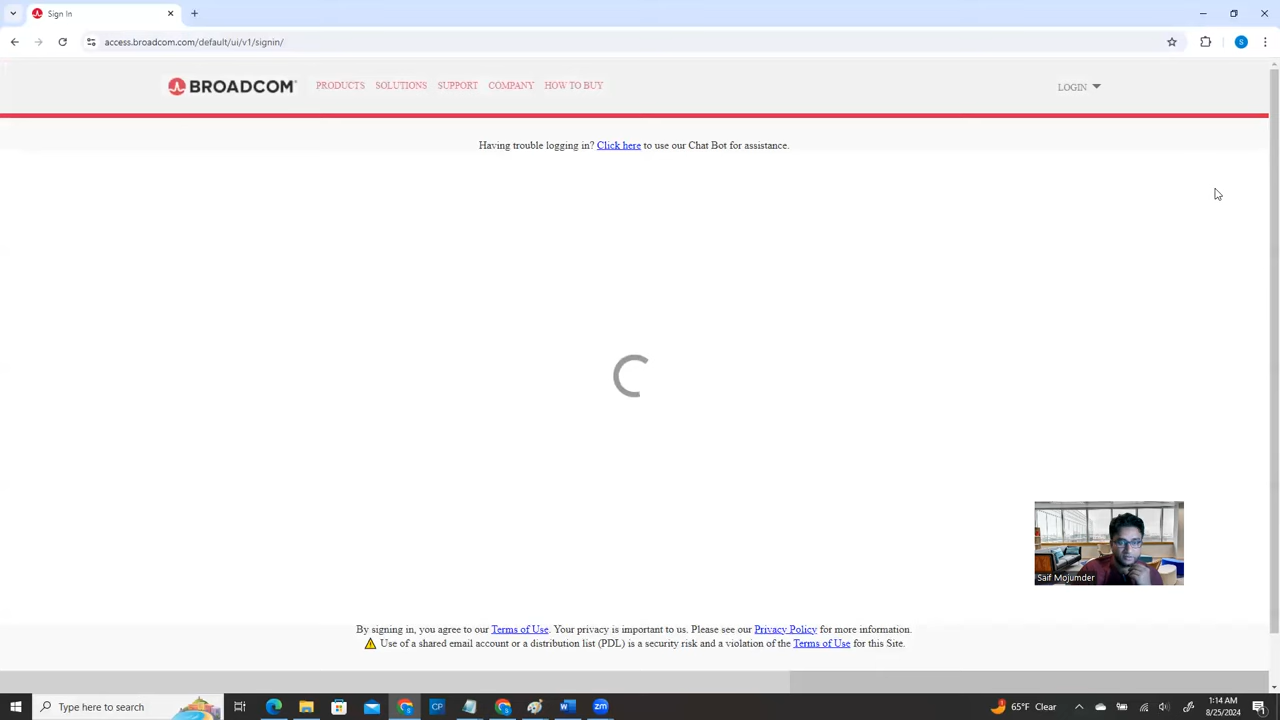 Sign In
access.broadcom.com/default/ui/v1/signin/
BROADCOM PRODUCTS SOLUTIONS SUPPORT COMPANY HOW TO BUY LOGIN
Having trouble logging in? Click here to use our Chat Bot for assistance.
Saif Mojumder
By signing in, you agree to our Terms of Use. Your privacy is important to us. Please see our Privacy Policy for more information.
Use of a shared email account or a distribution list (PDL) is a security risk and a violation of the Terms of Use for this Site.
Type here to search
CP
zm
65°F Clear
1:14 AM
8/25/2024